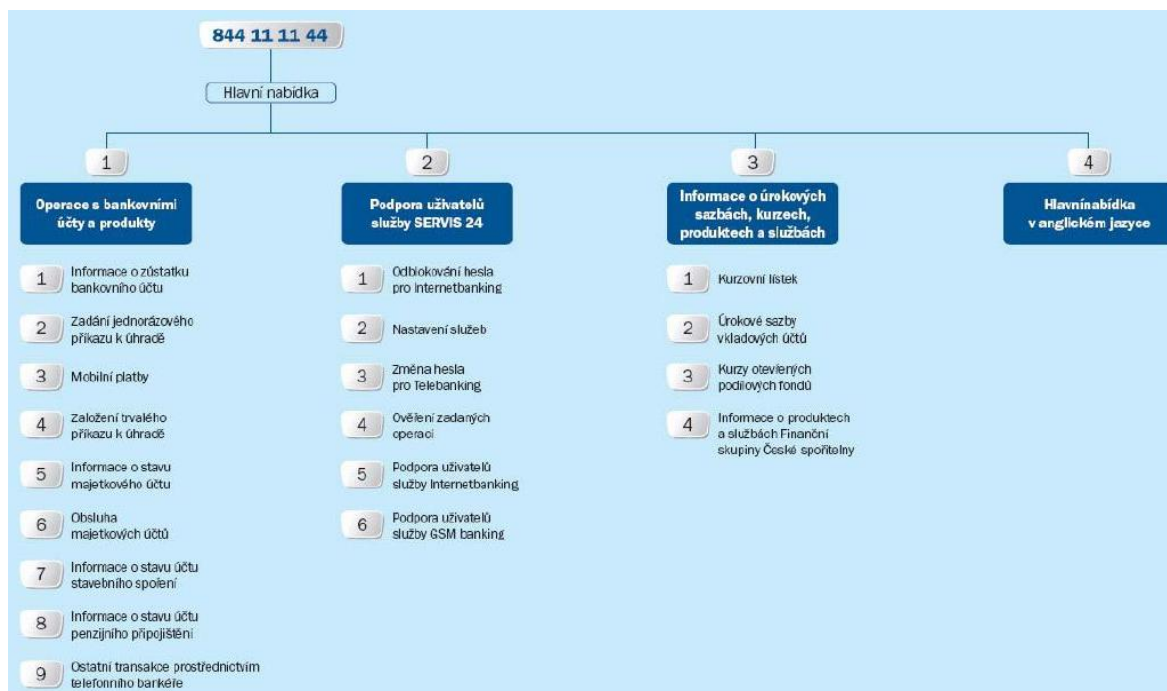 844 11 11 44
Hlavní nabídka
1
Operace s bankovními
účty a produkty
1
Informace o zůstatku
bankovního účtu
2
Zadání jednorázového
příkazu k úhradě
3
Mobilní platby
4
Založení trvalého
příkazu k úhradě
5
Informace o stavu
majetkového účtu
6
Obsluha
majetkových účtů
7
Informace o stavu účtu
stavebního spoření
8
Informace o stavu účtu
penzijního připojištění
9
Ostatní transakce prostřednictvím
telefonního bankéře
2
Podpora uživatelů
služby SERVIS 24
1
Odblokování hesla
pro Internetbanking
2
Nastavení služeb
3
Změna hesla
pro Telebanking
4
Ověření zadaných
operací
5
Podpora uživatelů
služby Internetbanking
6
Podpora uživatelů
služby GSM banking
3
Informace o úrokových
sazbách, kurzech,
produktech a službách
1
Kurzovní lístek
2
Úrokové sazby
vkladových účtů
3
Kurzy otevřených
podílových fondů
4
Informace o produktech
a službách Finanční
skupiny České spořitelny
4
Hlavnínabídka
v anglickém jazyce